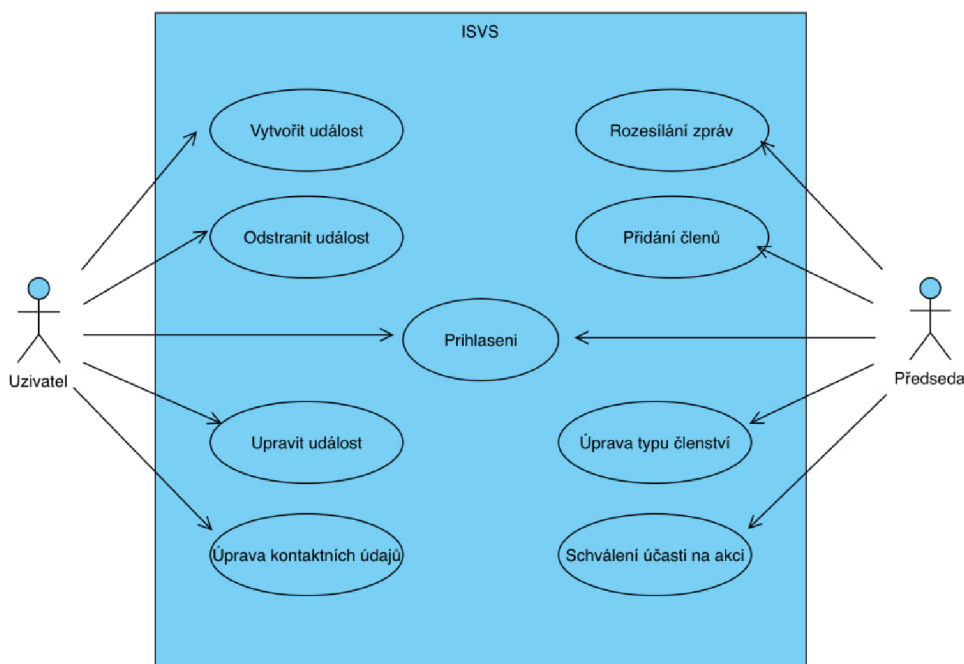 ISVS
Vytvořit událost
Rozesílání zpráv
Odstranit událost
Přidání členů
Prihlaseni
Uzivatel
Předseda
Upravit událost
Úprava typu členství
Úprava kontaktních údajů
Schválení účasti na akci